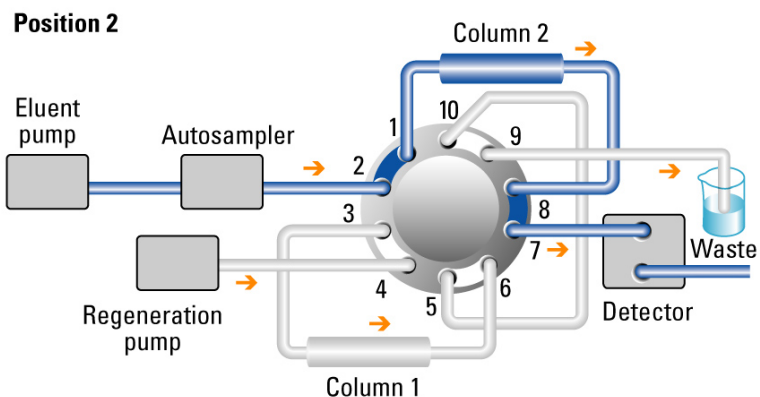 Position 2
Column 2
Eluent
pump
Autosampler
10
1
9
2
3
8
7
4
5
6
Waste
Regeneration
pump
Detector
Column 1